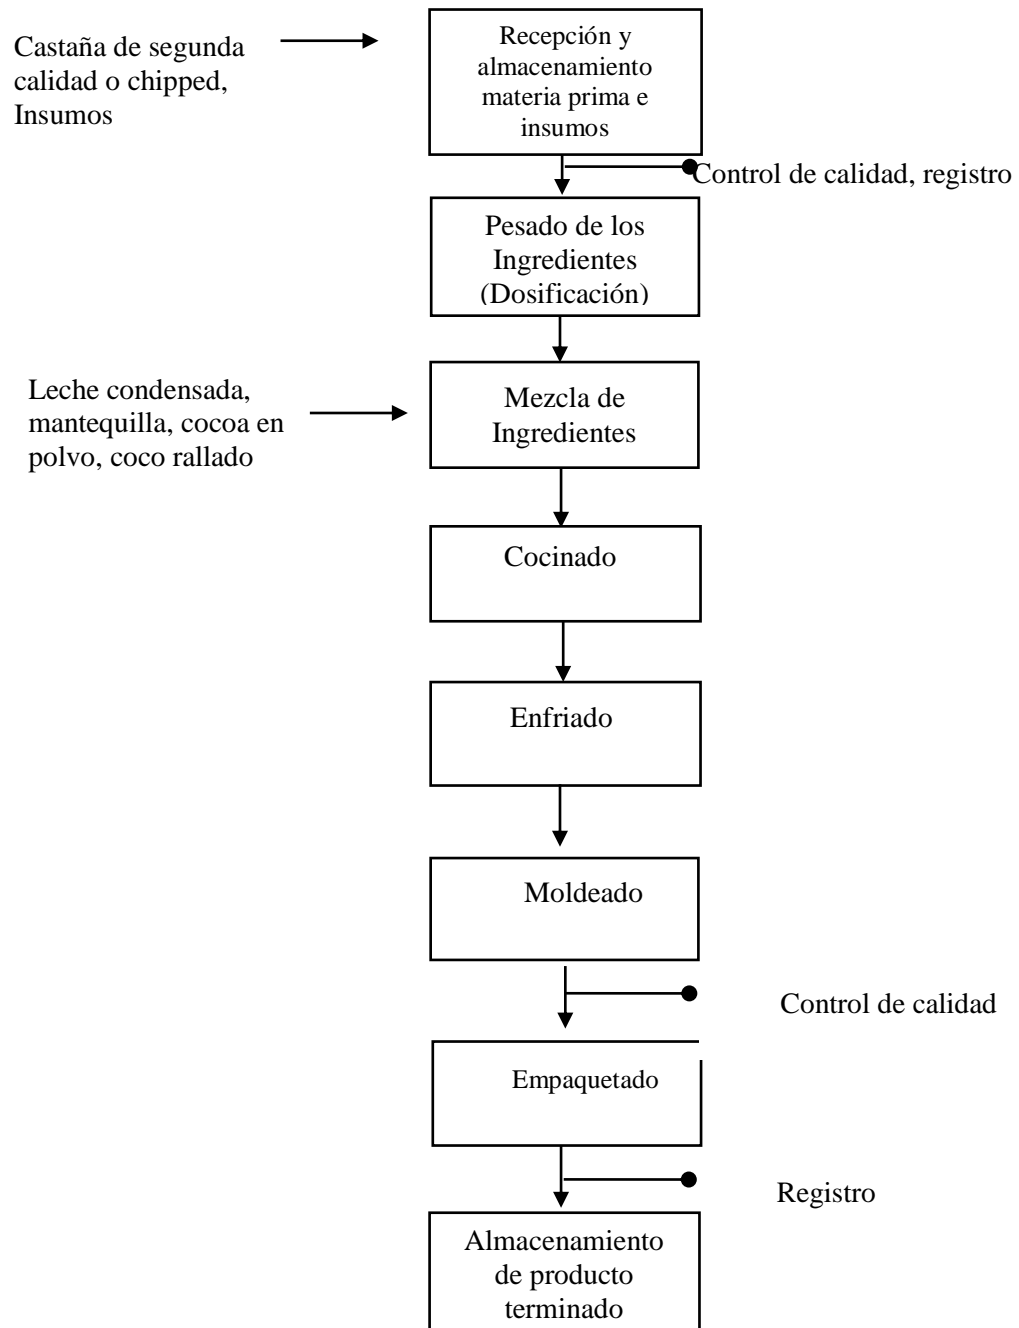 Castaña de segunda
calidad o chipped,
Insumos
Recepción y
almacenamiento
materia prima e
insumos
Control de calidad, registro
Pesado de los
Ingredientes
(Dosificación)
Leche condensada,
mantequilla, cocoa en
polvo, coco rallado
Mezcla de
Ingredientes
Cocinado
Enfriado
Moldeado
Control de calidad
Empaquetado
Registro
Almacenamiento
de producto
terminado